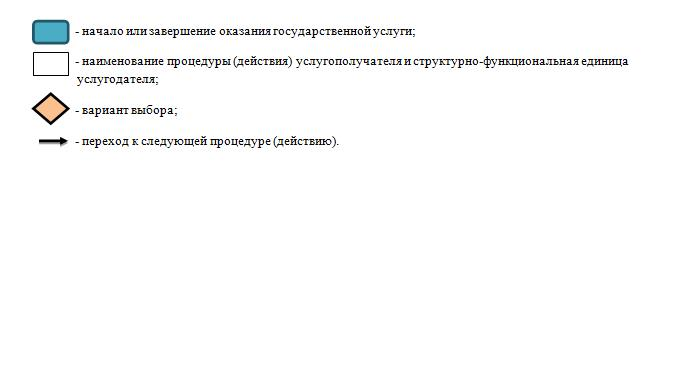 - начало или завершение оказания государственной услуги;
- наименование процедуры (действия) услугополучателя и структурно-функциональная единица
услугодателя;
- вариант выбора;
- переход к следующей процедуре (действию).